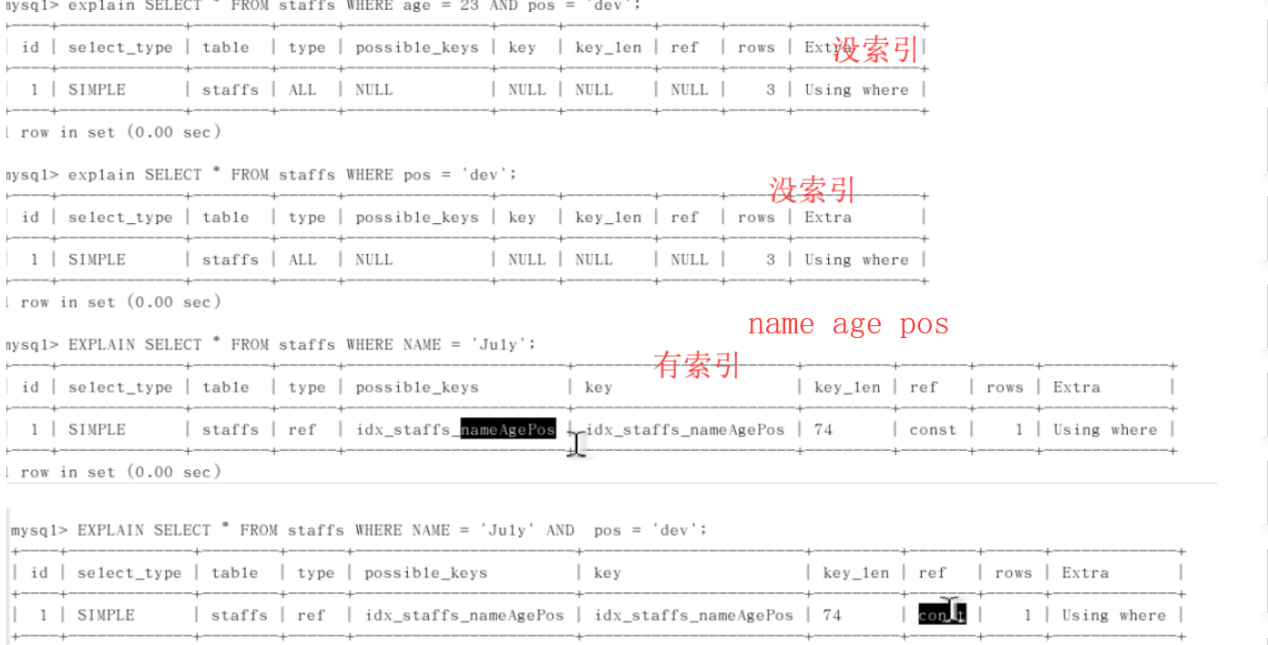 mysql> explain SELECT * FROM staffs WHERE age = 23 AND pos = 'dev';
| id | select_type | table | type | possible_keys | key | key_len | ref | rows | Extra |
没索引
| 1 | SIMPLE | staffs | ALL | NULL | NULL | NULL | NULL | 3 | Using where |
1 row in set (0.00 sec)
mysql> explain SELECT * FROM staffs WHERE pos = 'dev';
没索引
| id | select_type | table | type | possible_keys | key | key_len | ref | rows | Extra |
| 1 | SIMPLE | staffs | ALL | NULL | NULL | NULL | NULL | 3 | Using where |
1 row in set (0.00 sec)
name age pos
mysql> EXPLAIN SELECT * FROM staffs WHERE NAME = 'July';
有索引
| id | select_type | table | type | possible_keys | key | key_len | ref | rows | Extra |
| 1 | SIMPLE | staffs | ref | idx_staffs_nameAgePos | idx_staffs_nameAgePos | 74 | const | 1 | Using where |
1 row in set (0.00 sec)
mysql> EXPLAIN SELECT * FROM staffs WHERE NAME = 'July' AND pos = 'dev';
| id | select_type | table | type | possible_keys | key | key_len | ref | rows | Extra |
| 1 | SIMPLE | staffs | ref | idx_staffs_nameAgePos | idx_staffs_nameAgePos | 74 | const | 1 | Using where |